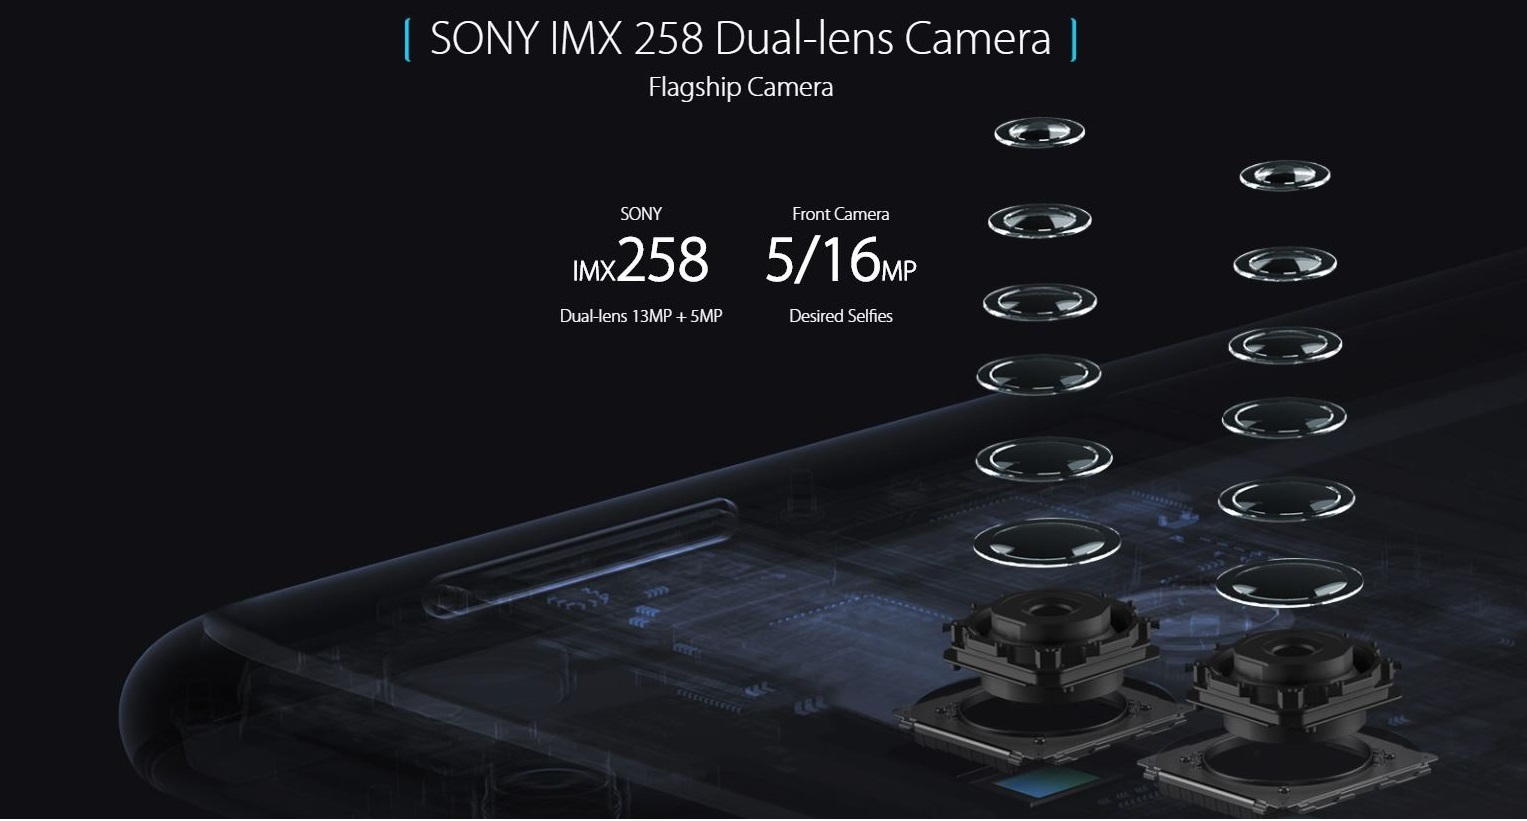 SONY IMX 258 Dual-lens Camera
Flagship Camera
SONY
IMX258
Dual-lens 13MP + 5MP
Front Camera
5/16MP
Desired Selfies